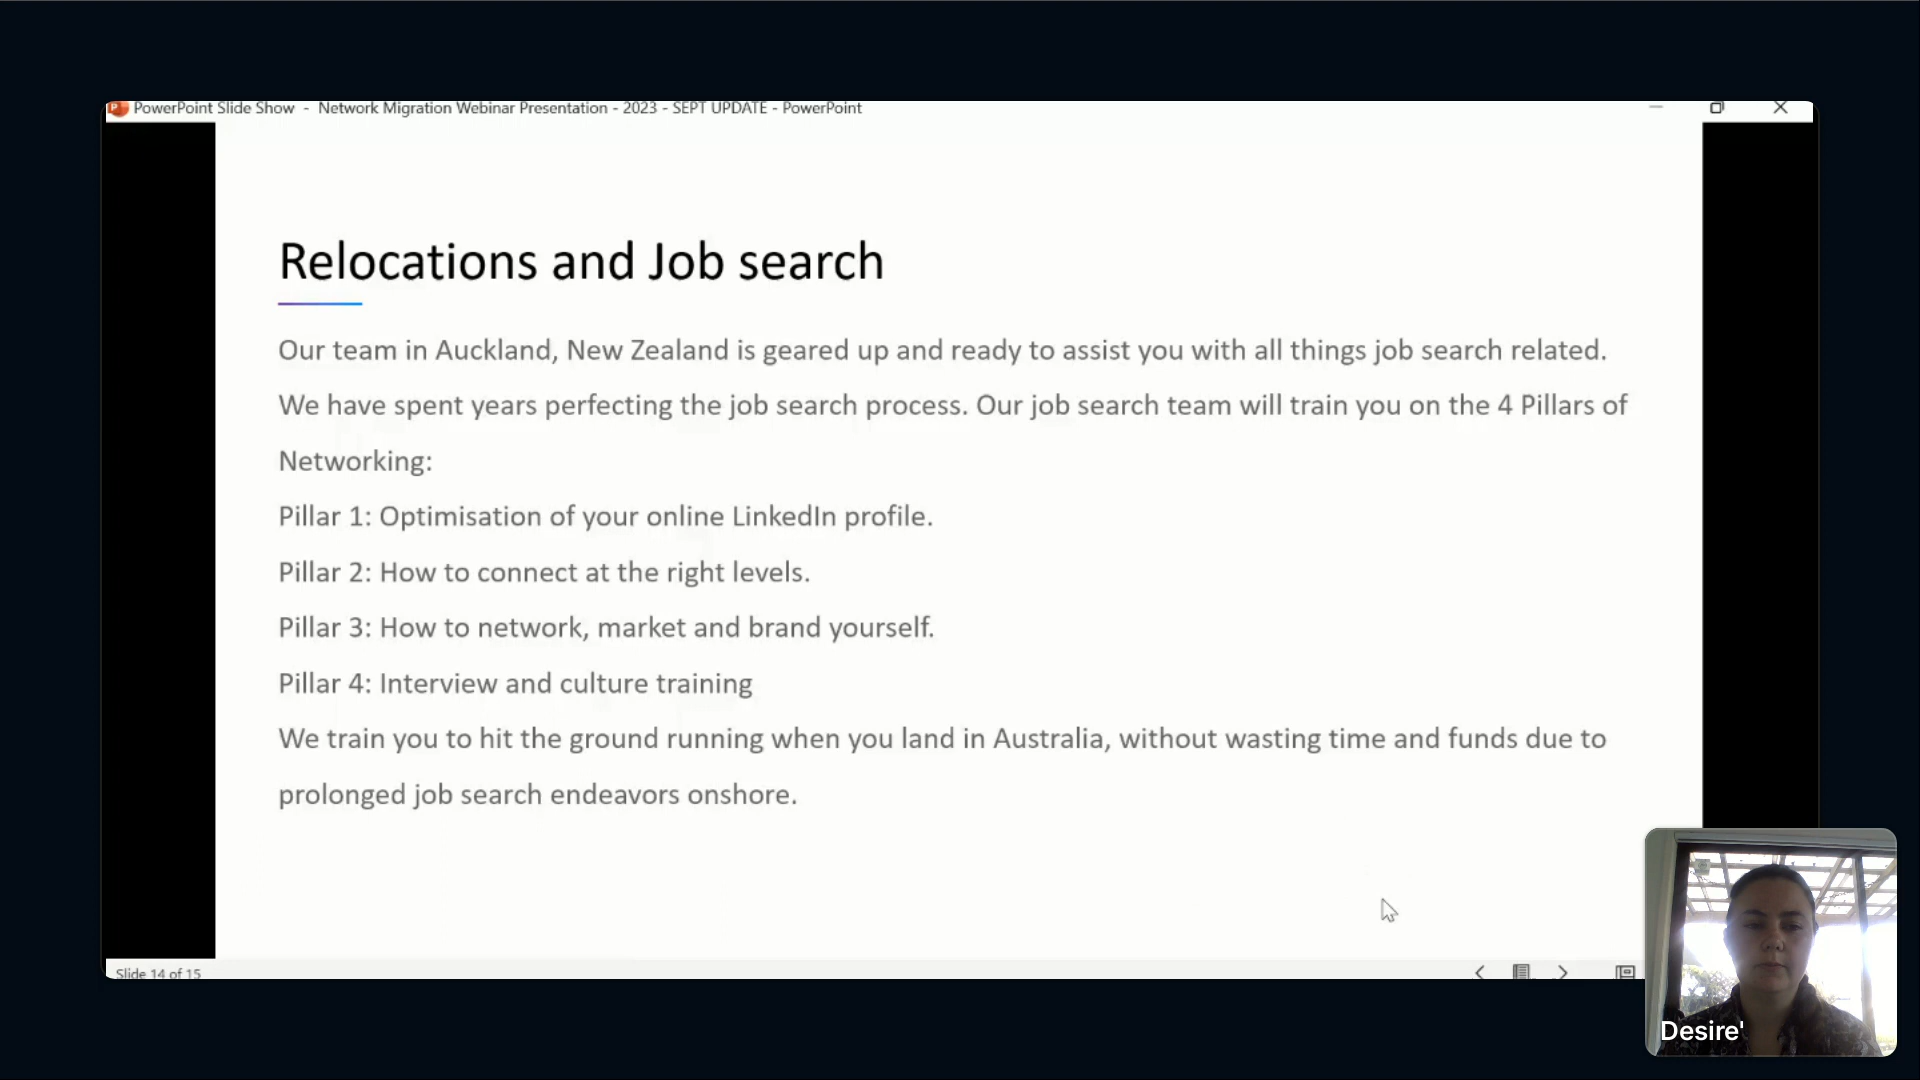 PowerPoint Slide Show - Network Migration Webinar Presentation - 2023 - SEPT UPDATE - PowerPoint
Relocations and Job search
Our team in Auckland, New Zealand is geared up and ready to assist you with all things job search related.
We have spent years perfecting the job search process. Our job search team will train you on the 4 Pillars of
Networking:
Pillar 1: Optimisation of your online LinkedIn profile.
Pillar 2: How to connect at the right levels.
Pillar 3: How to network, market and brand yourself.
Pillar 4: Interview and culture training
We train you to hit the ground running when you land in Australia, without wasting time and funds due to
prolonged job search endeavors onshore.
Slide 14 of 15
Desire'